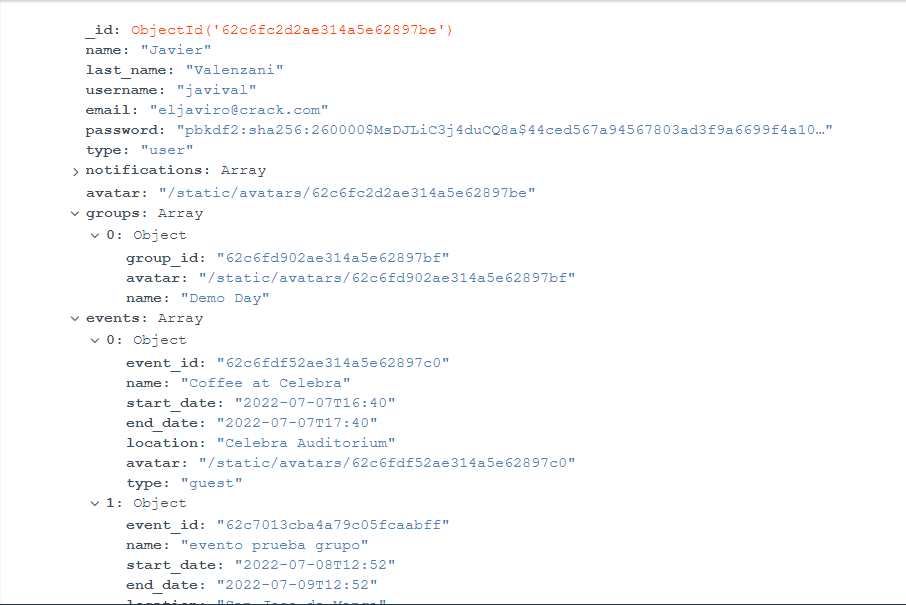 _id: ObjectId('62c6fc2d2ae314a5e62897be')
name: "Javier"
last_name: "Valenzani"
username: "javival"
email: "eljaviro@crack.com"
password: "pbkdf2:sha256:260000$MsDJLiC3j4duCQ8a$44ced567a94567803ad3f9a6699f4a10…"
type: "user"
notifications: Array
avatar: "/static/avatars/62c6fc2d2ae314a5e62897be"
groups: Array
0: Object
group_id: "62c6fd902ae314a5e62897bf"
avatar: "/static/avatars/62c6fd902ae314a5e62897bf"
name: "Demo Day"
events: Array
0: Object
event_id: "62c6fdf52ae314a5e62897c0"
name: "Coffee at Celebra"
start_date: "2022-07-07T16:40"
end_date: "2022-07-07T17:40"
location: "Celebra Auditorium"
avatar: "/static/avatars/62c6fdf52ae314a5e62897c0"
type: "guest"
1: Object
event_id: "62c7013cba4a79c05fcaabff"
name: "evento prueba grupo"
start_date: "2022-07-08T12:52"
end_date: "2022-07-09T12:52"
location: